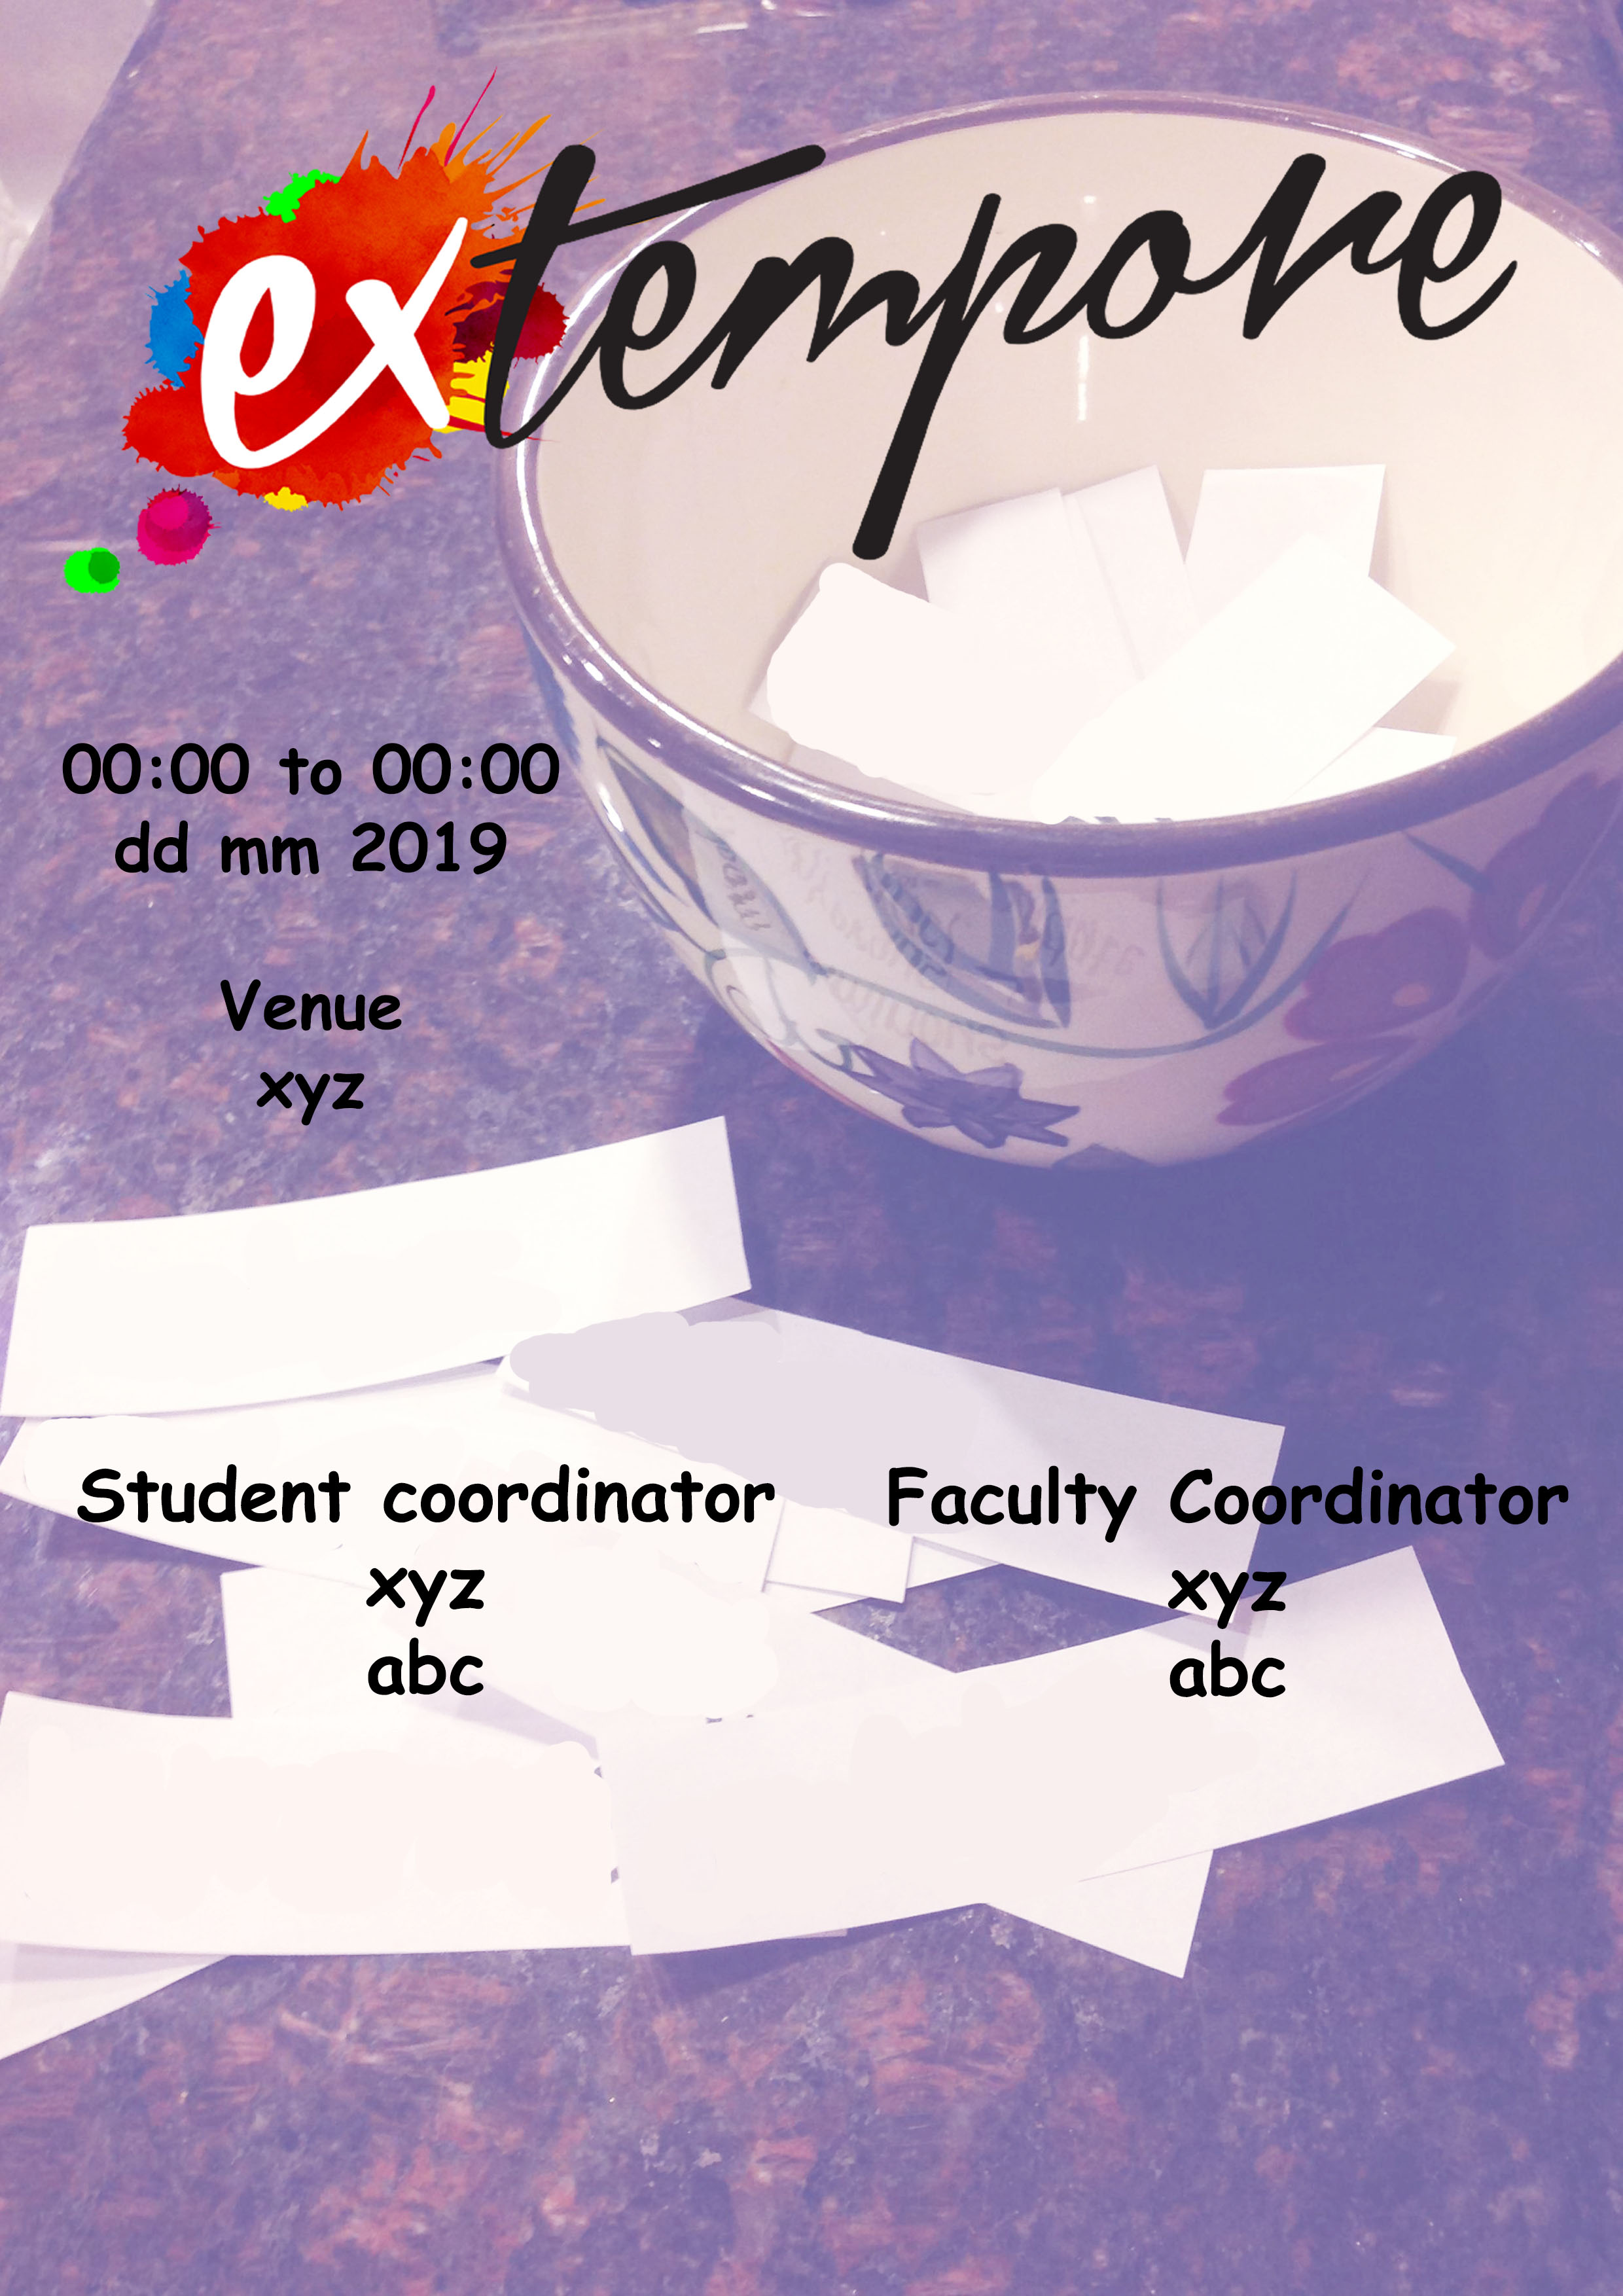 extempore
00:00 to 00:00
dd mm 2019
Venue
xyz
Student coordinator
xyz
abc
Faculty Coordinator
xyz
abc